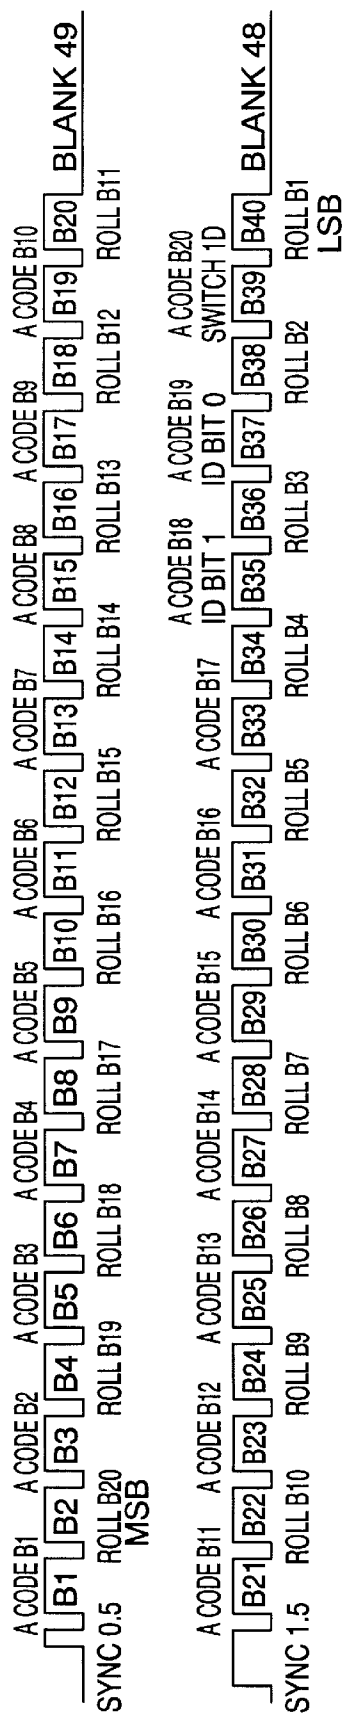 A CODE B1 A CODE B2 A CODE B3 A CODE B4 A CODE B5 A CODE B6 A CODE B7 A CODE B8 A CODE B9 A CODE B10
B1 B2 B3 B4 B5 B6 B7 B8 B9 B10 B11 B12 B13 B14 B15 B16 B17 B18 B19 B20 BLANK 49
SYNC 0.5 ROLL B20 ROLL B19 ROLL B18 ROLL B17 ROLL B16 ROLL B15 ROLL B14 ROLL B13 ROLL B12 ROLL B11
MSB
A CODE B11 A CODE B12 A CODE B13 A CODE B14 A CODE B15 A CODE B16 A CODE B17 A CODE B18 A CODE B19 A CODE B20
ID BIT 1 ID BIT 0 SWITCH 1D
B21 B22 B23 B24 B25 B26 B27 B28 B29 B30 B31 B32 B33 B34 B35 B36 B37 B38 B39 B40 BLANK 48
SYNC 1.5 ROLL B10 ROLL B9 ROLL B8 ROLL B7 ROLL B6 ROLL B5 ROLL B4 ROLL B3 ROLL B2 ROLL B1
LSB